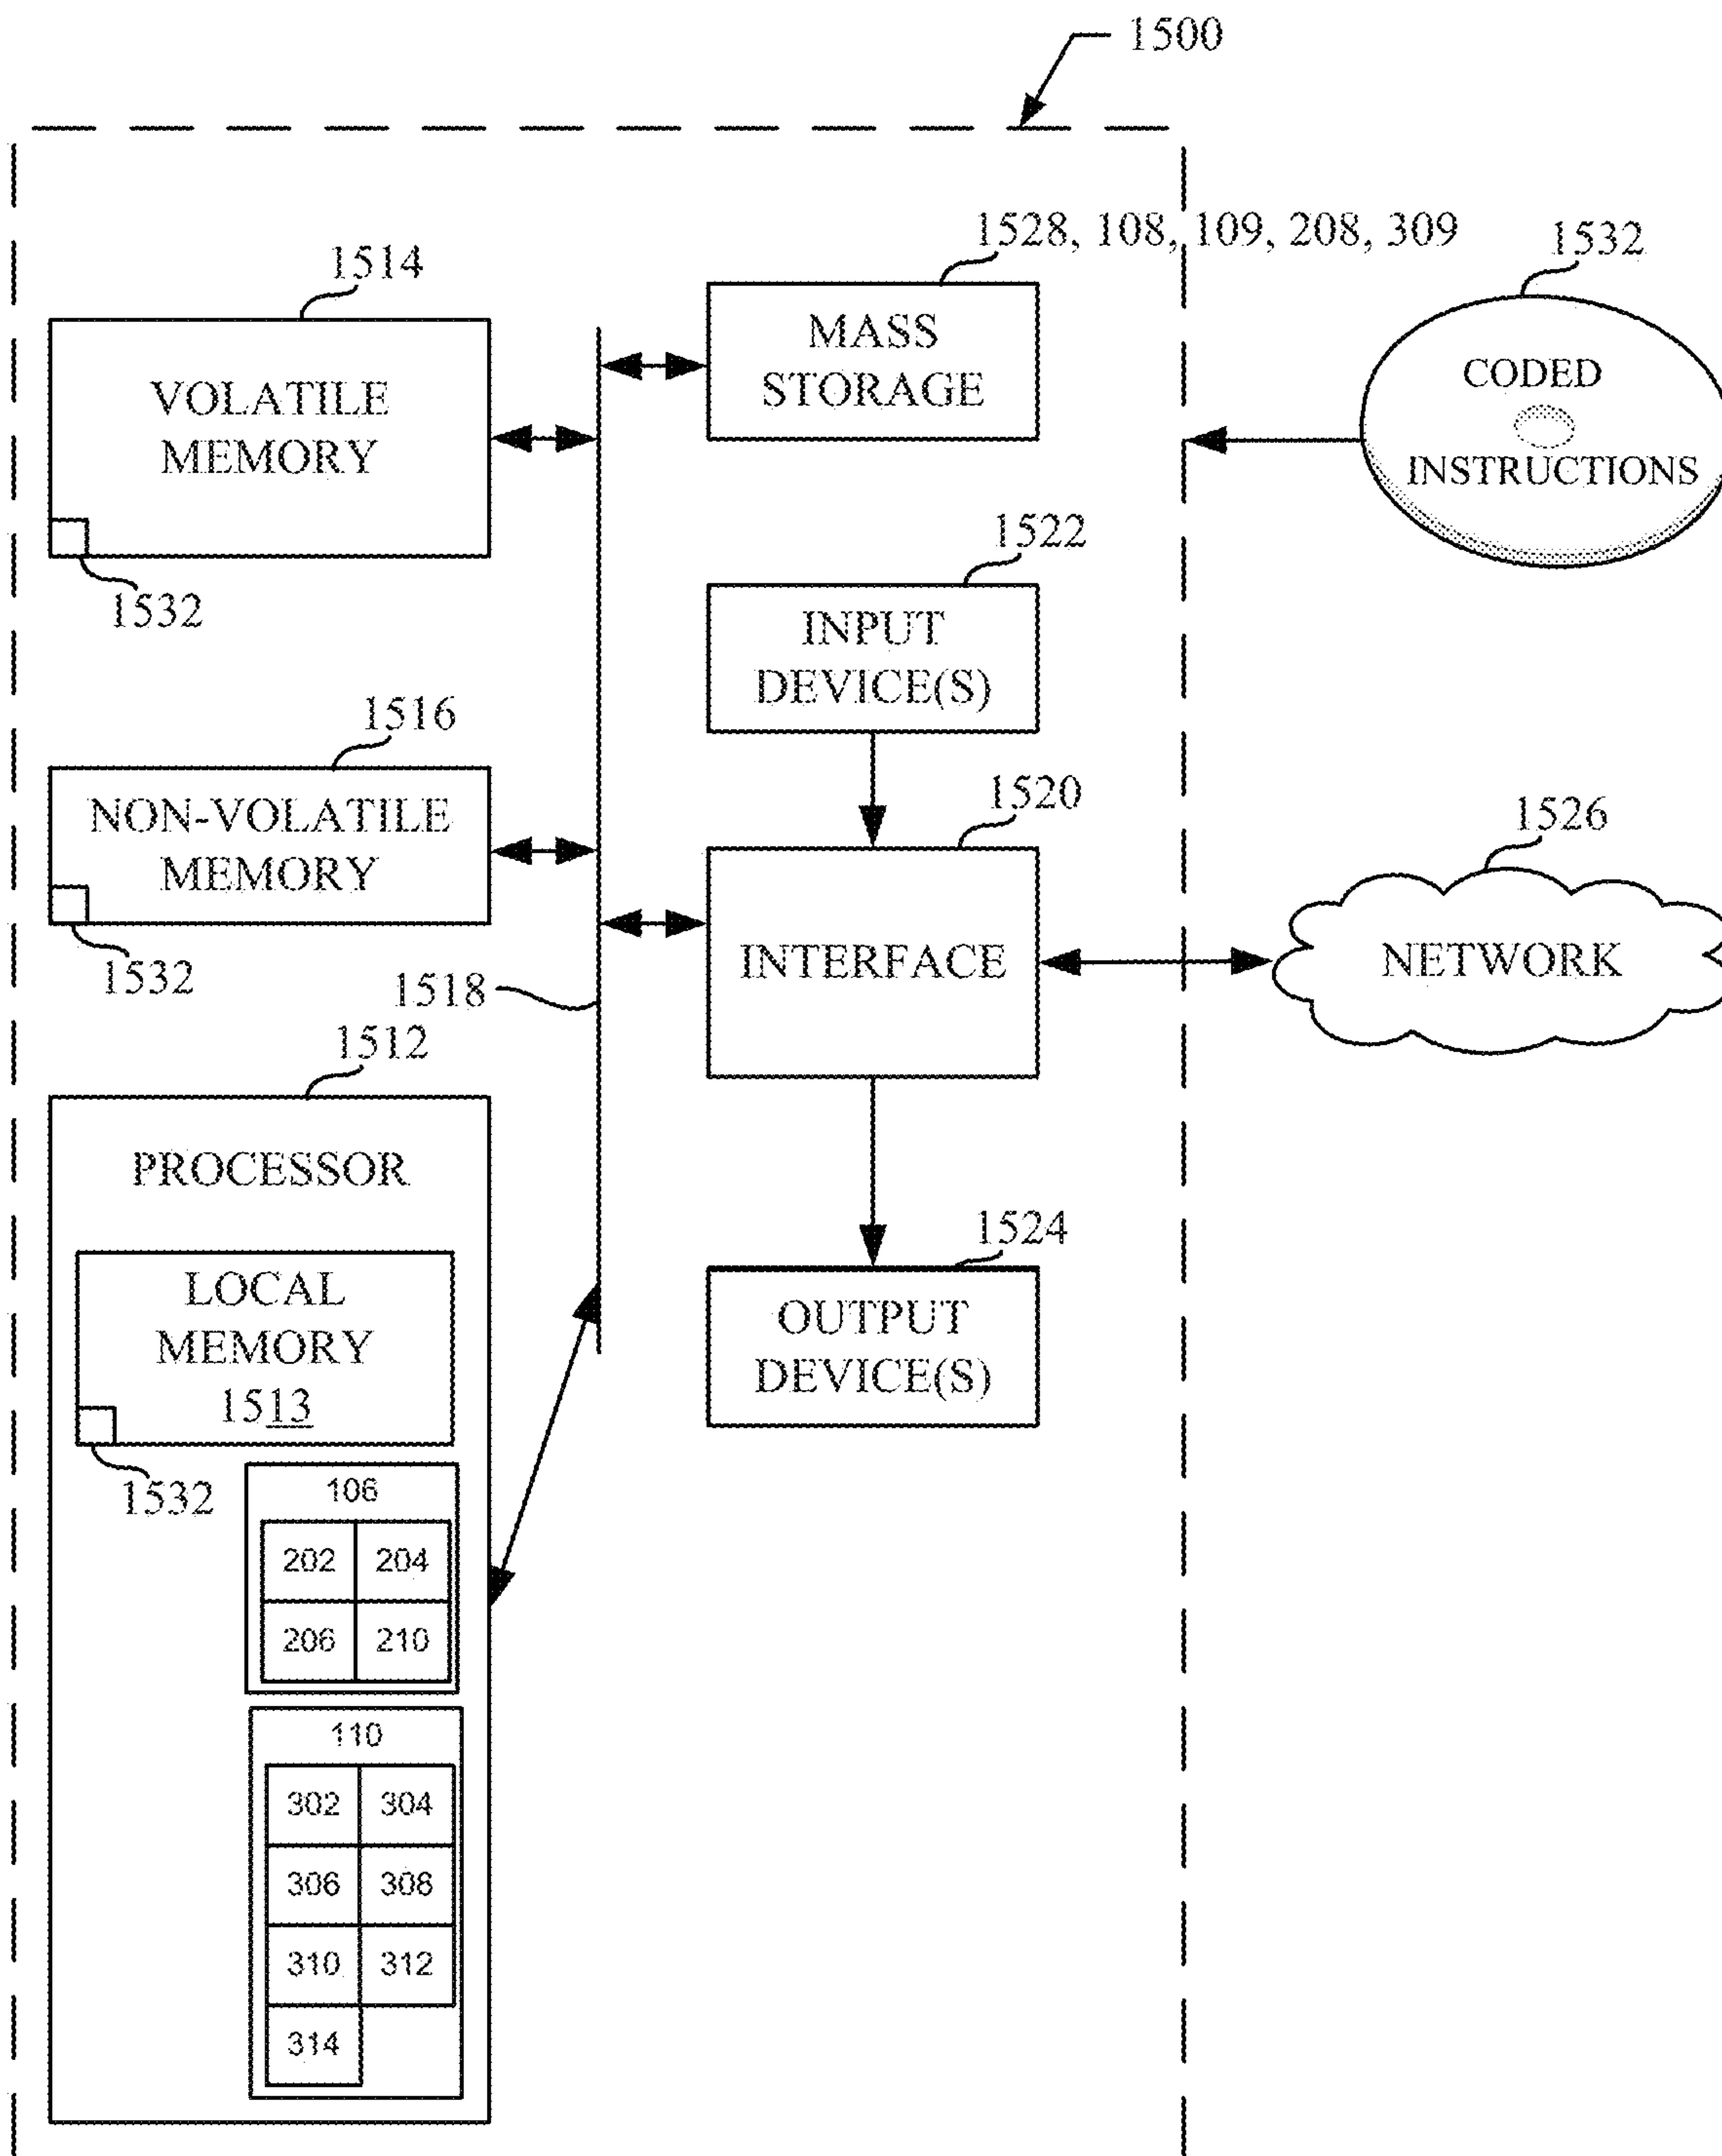 1500
1528, 108, 109, 208, 309
1532
1514
MASS
STORAGE
VOLATILE
MEMORY
CODED
INSTRUCTIONS
1532
1522
INPUT
DEVICE(S)
1516
NON-VOLATILE
MEMORY
1532
1520
INTERFACE
1526
NETWORK
1518
1512
PROCESSOR
LOCAL
MEMORY
1513
1532
1524
OUTPUT
DEVICE(S)
106
202 204
206 210
110
302 304
306 308
310 312
314